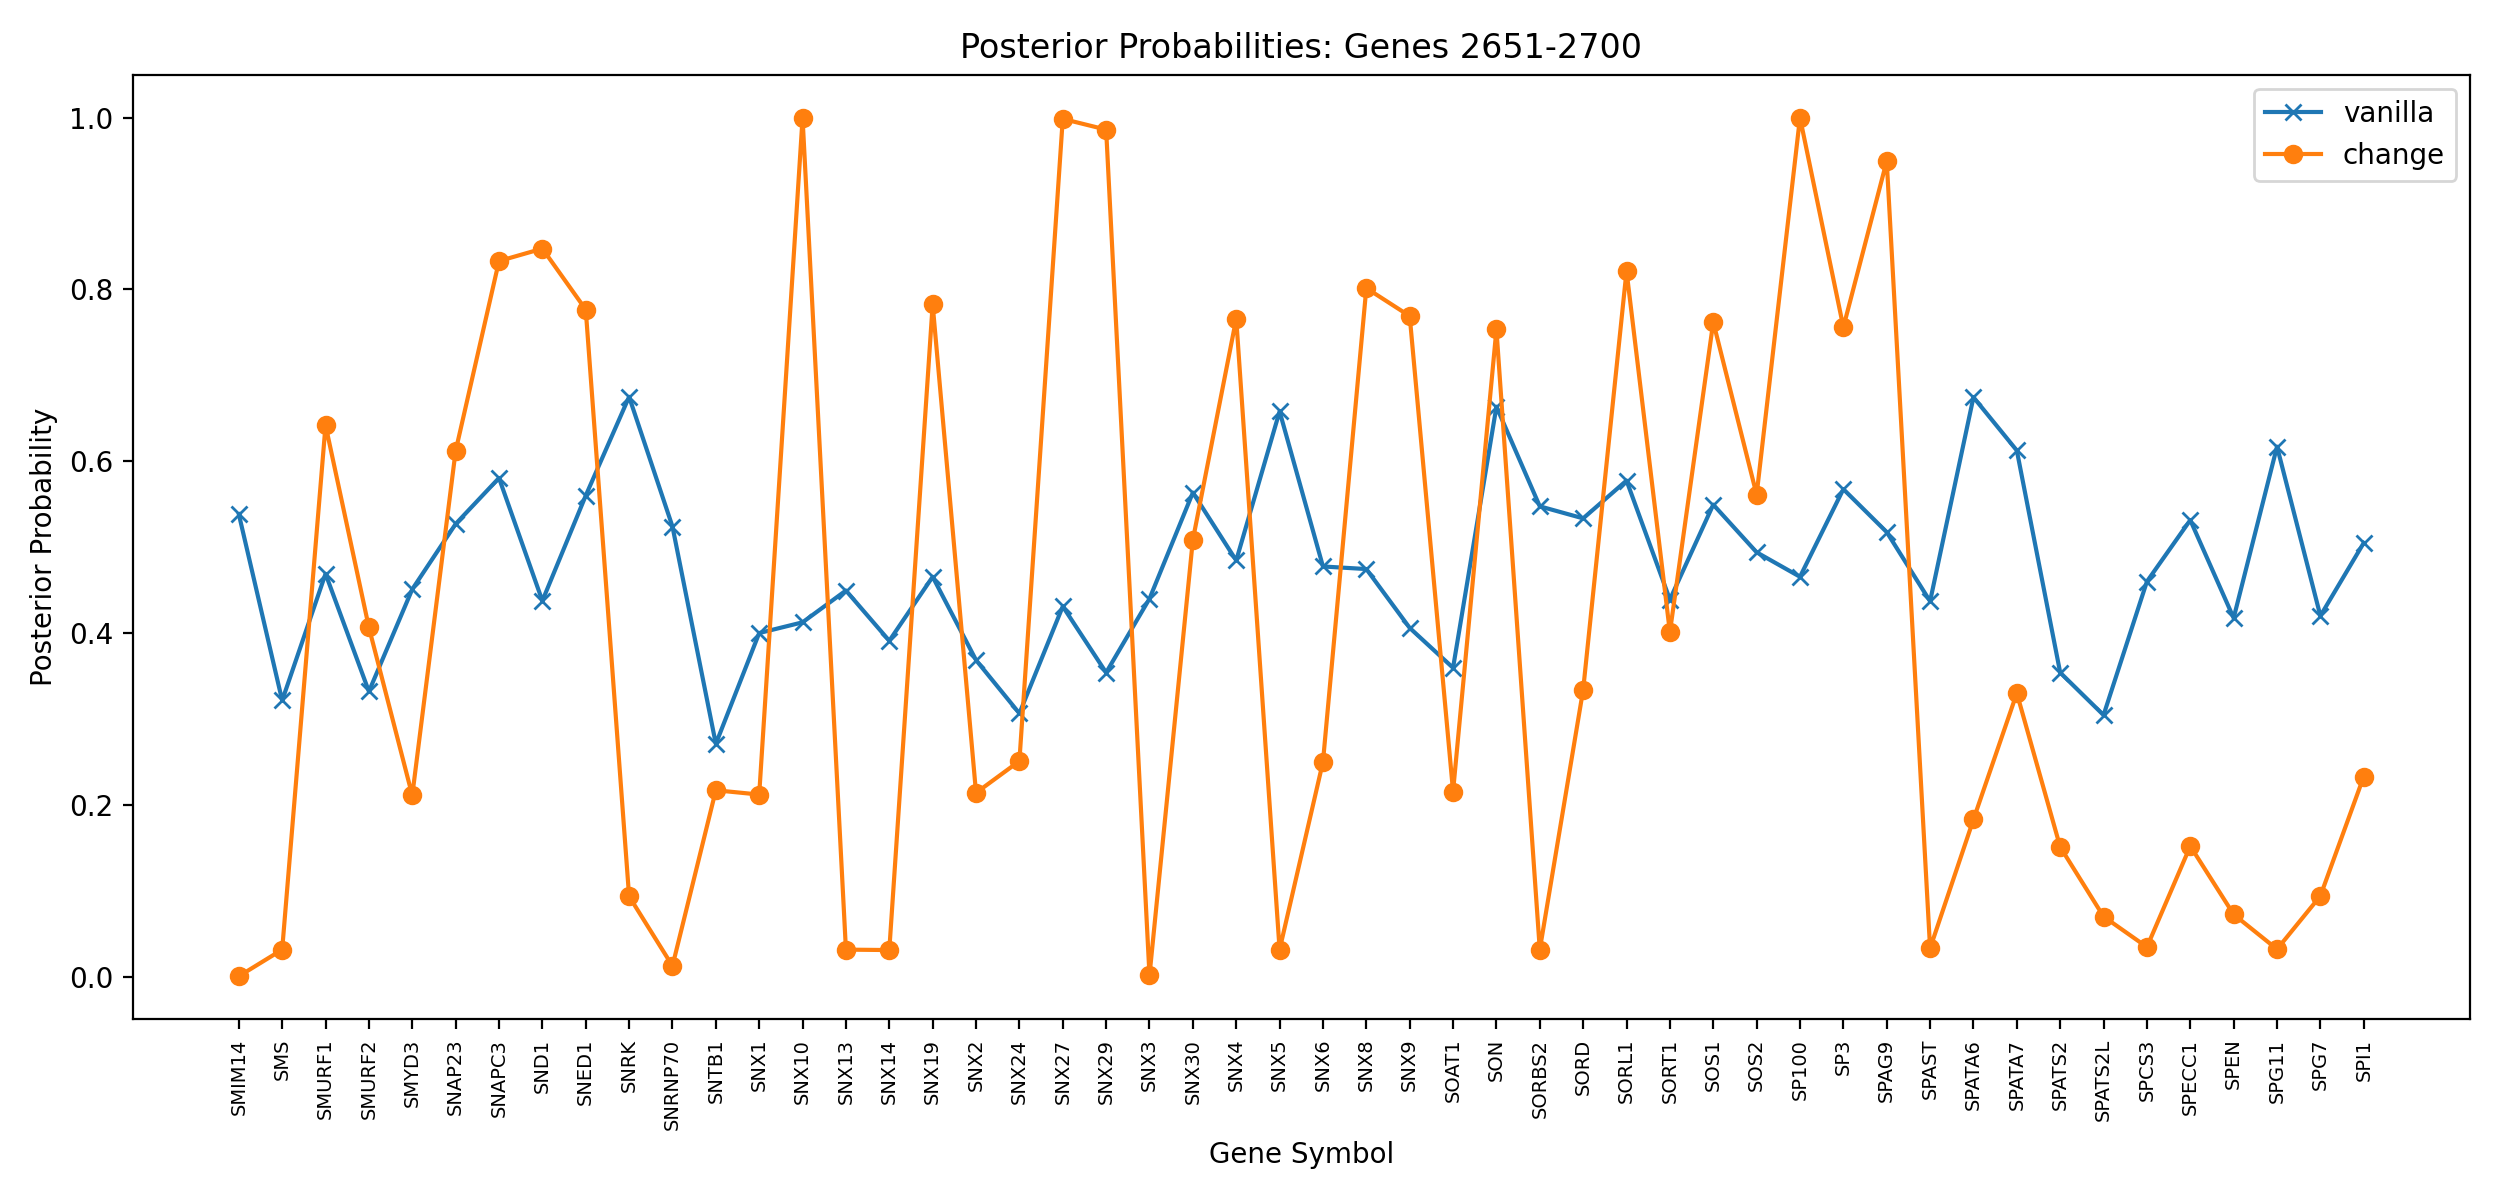 Posterior Probabilities: Genes 2651-2700
vanilla
change
Posterior Probability
1.0
0.8
0.6
0.4
0.2
0.0
SMIM14
SMS
SMURF1
SMURF2
SMYD3
SNAP23
SNAPC3
SND1
SNED1
SNRK
SNRNP70
SNTB1
SNX1
SNX10
SNX13
SNX14
SNX19
SNX2
SNX24
SNX27
SNX29
SNX3
SNX30
SNX4
SNX5
SNX6
SNX8
SNX9
SOAT1
SON
SORBS2
SORD
SORL1
SORT1
SOS1
SOS2
SP100
SP3
SPAG9
SPAST
SPATA6
SPATA7
SPATS2
SPATS2L
SPCS3
SPECC1
SPEN
SPG11
SPG7
SPI1
Gene Symbol